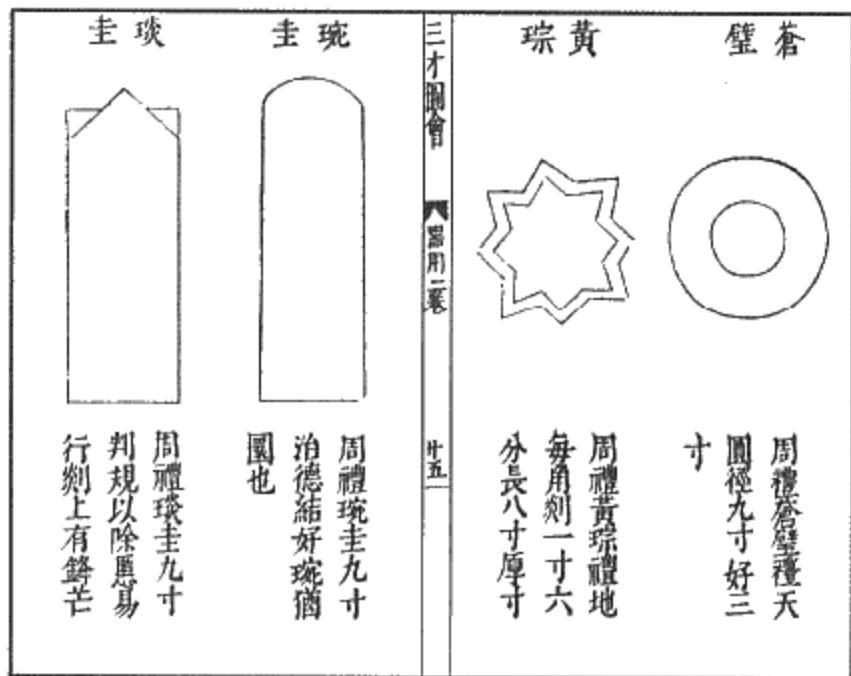 蒼璧
周禮蒼璧禮天
圓徑九寸好三
寸
黃琮
周禮黃琮禮地
每角剡一寸六
分長八寸厚寸
三才圖會
器用二卷
廿五
琬圭
周禮琬圭九寸
治德結好琬猶
圜也
琰圭
周禮琰圭九寸
判規以除慝易
行剡上有鋒芒